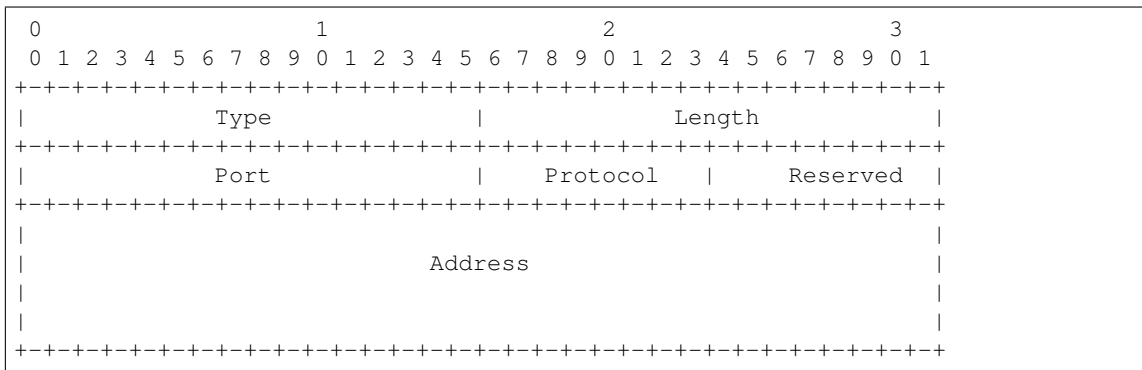 0                   1                   2                   3
0 1 2 3 4 5 6 7 8 9 0 1 2 3 4 5 6 7 8 9 0 1 2 3 4 5 6 7 8 9 0 1
+-+-+-+-+-+-+-+-+-+-+-+-+-+-+-+-+-+-+-+-+-+-+-+-+-+-+-+-+-+-+-+-+
|             Type              |             Length            |
+-+-+-+-+-+-+-+-+-+-+-+-+-+-+-+-+-+-+-+-+-+-+-+-+-+-+-+-+-+-+-+-+
|             Port              |    Protocol   |     Reserved  |
+-+-+-+-+-+-+-+-+-+-+-+-+-+-+-+-+-+-+-+-+-+-+-+-+-+-+-+-+-+-+-+-+
|                                                               |
|                            Address                            |
|                                                               |
|                                                               |
+-+-+-+-+-+-+-+-+-+-+-+-+-+-+-+-+-+-+-+-+-+-+-+-+-+-+-+-+-+-+-+-+